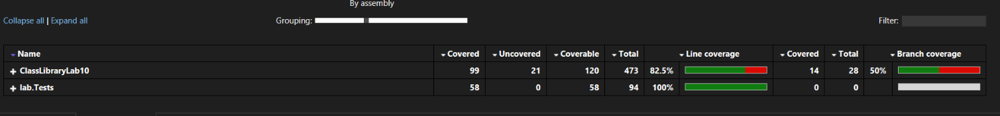 By assembly
Collapse all | Expand all Grouping: Filter:
Name Covered Uncovered Coverable Total Line coverage Covered Total Branch coverage
ClassLibraryLab10 99 21 120 473 82.5% 14 28 50%
lab.Tests 58 0 58 94 100% 0 0